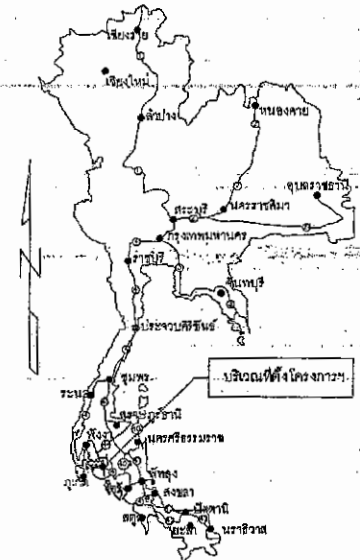 เชียงราย
เชียงใหม่
ลำปาง
หนองคาย
อุบลราชธานี
นครราชสีมา
สระบุรี
กรุงเทพมหานคร
ราชบุรี
จันทบุรี
ประจวบคีรีขันธ์
บริเวณที่ตั้งโครงการฯ
ชุมพร
ระนอง
สุราษฎร์ธานี
นครศรีธรรมราช
พังงา
ภูเก็ต
ตรัง
พัทลุง
สงขลา
สตูล
ปัตตานี
ยะลา
นราธิวาส